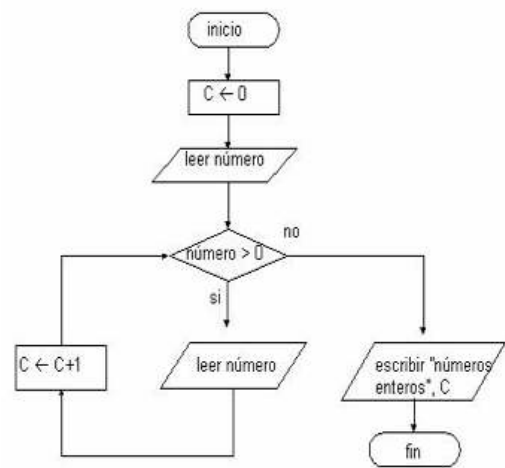 inicio
C ← 0
leer número
número > 0
no
si
C ← C+1
leer número
escribir "números
enteros", C
fin